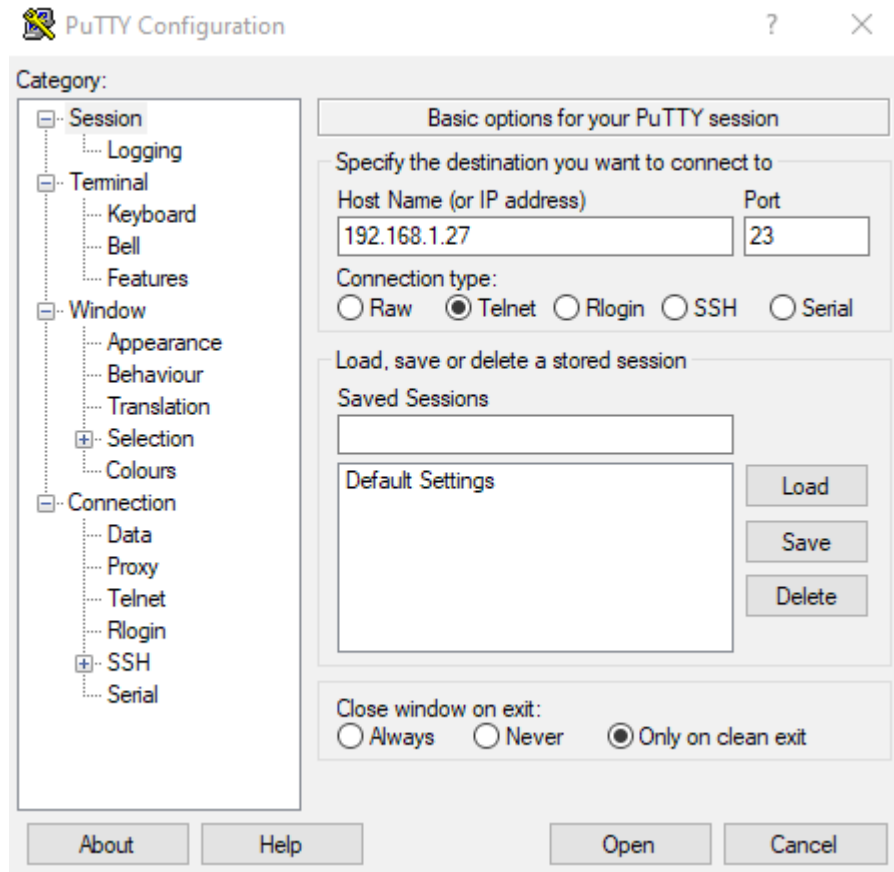 PuTTY Configuration
?
Category:
Session
Logging
Terminal
Keyboard
Bell
Features
Window
Appearance
Behaviour
Translation
Selection
Colours
Connection
Data
Proxy
Telnet
Rlogin
SSH
Serial
Basic options for your PuTTY session
Specify the destination you want to connect to
Host Name (or IP address) Port
192.168.1.27 23
Connection type:
Raw Telnet Rlogin SSH Serial
Load, save or delete a stored session
Saved Sessions
Default Settings
Load
Save
Delete
Close window on exit:
Always Never Only on clean exit
About Help Open Cancel